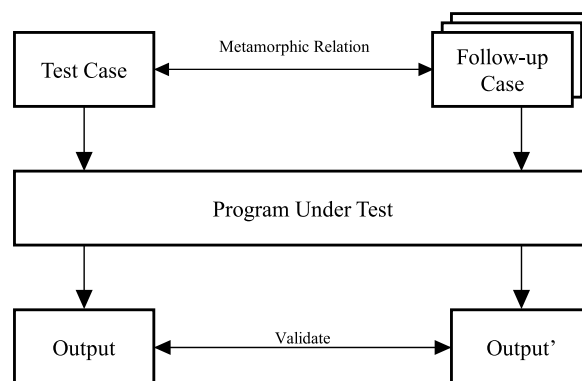 Metamorphic Relation
Test Case
Follow-up
Case
Program Under Test
Output
Validate
Output’